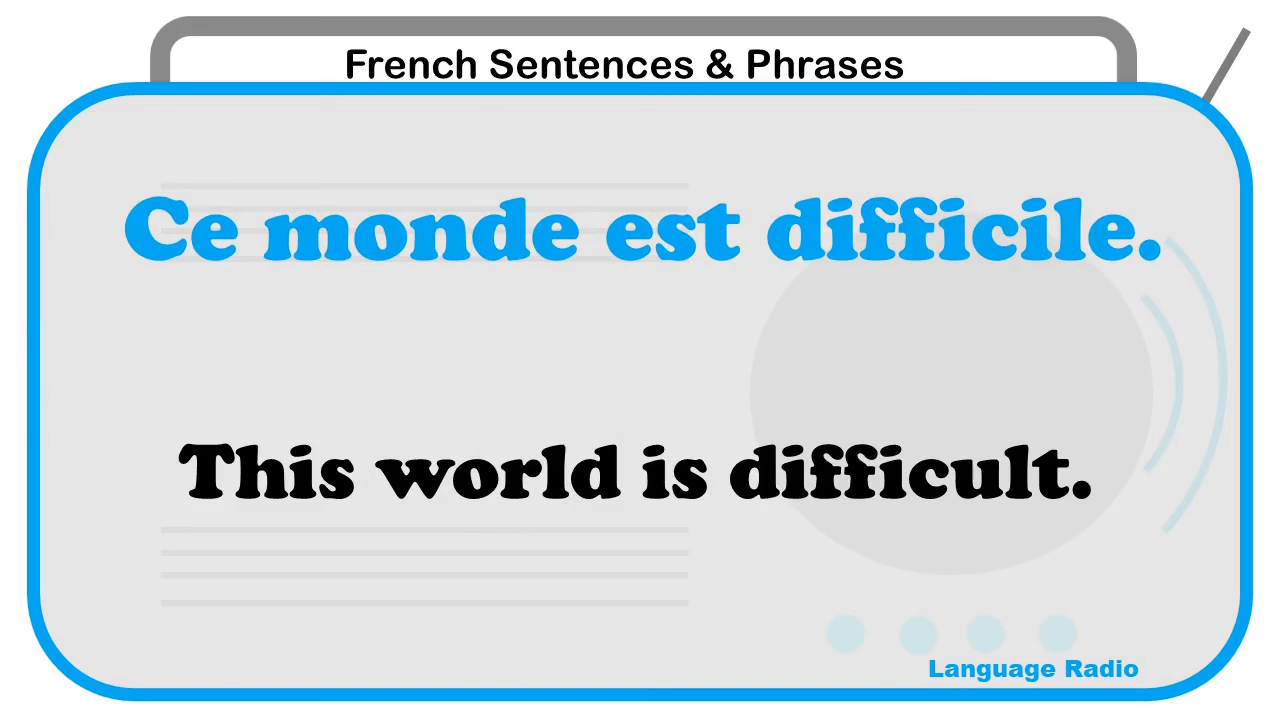 French Sentences & Phrases
Ce monde est difficile.
This world is difficult.
Language Radio